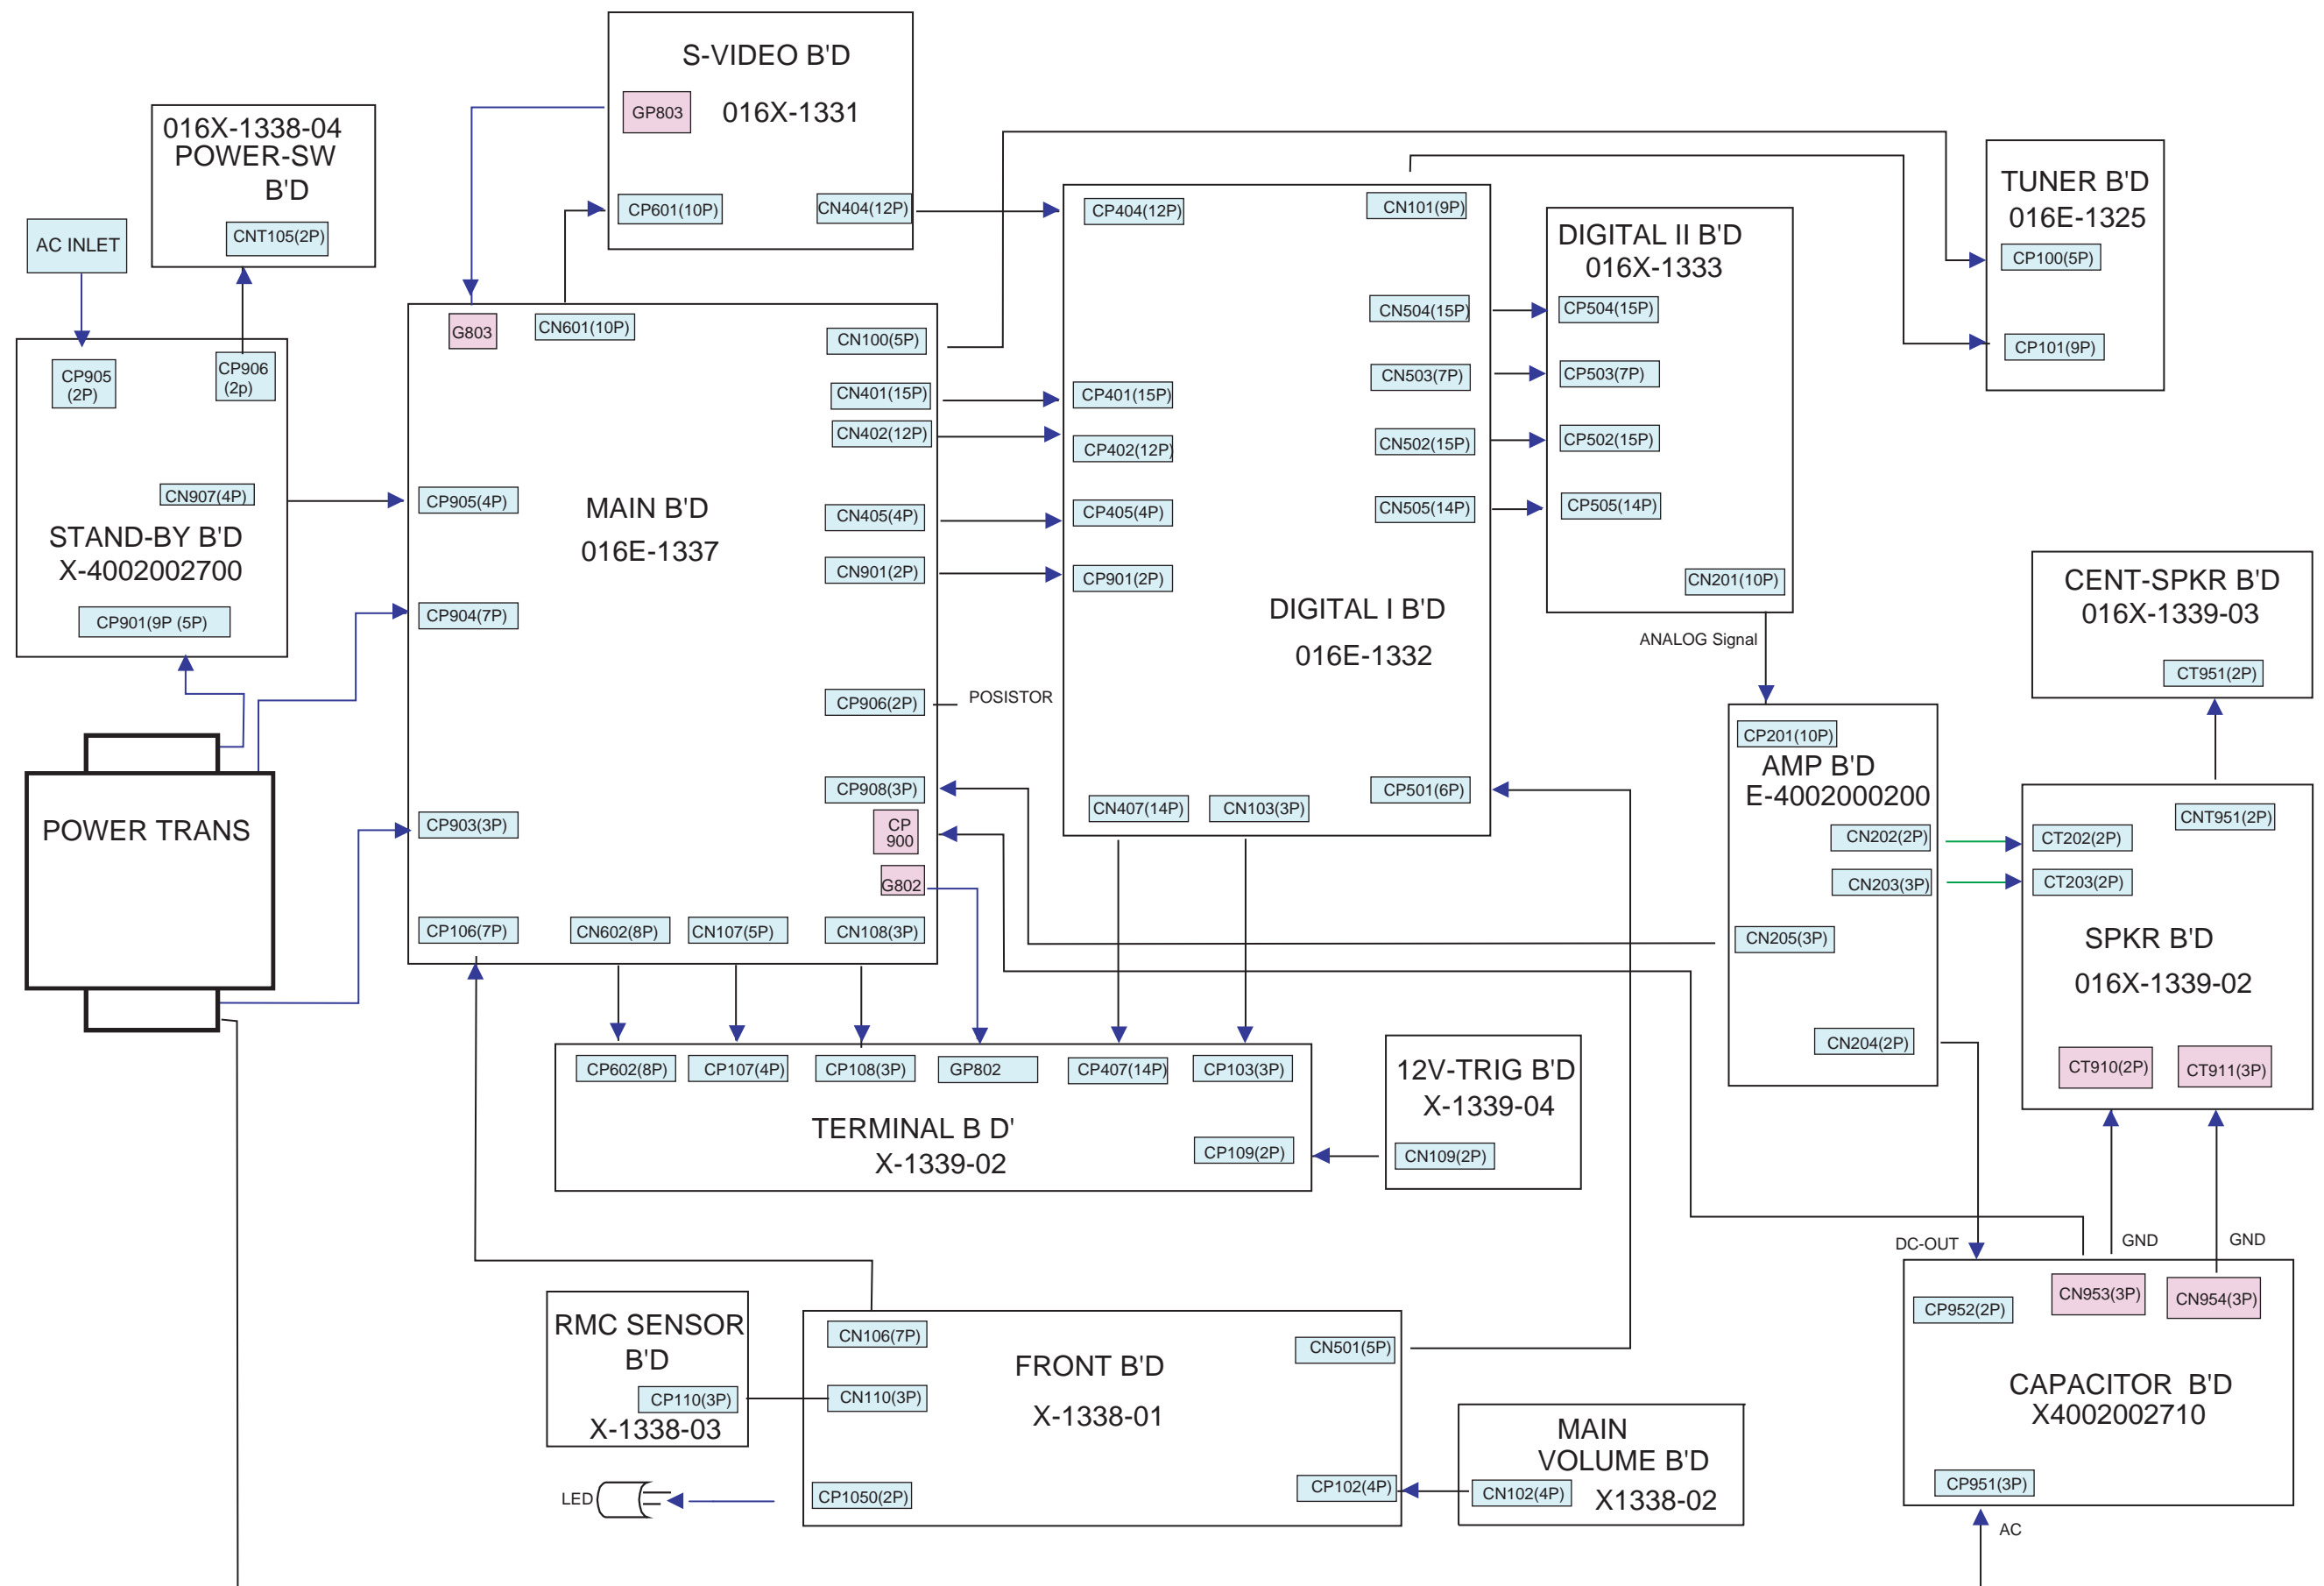 S-VIDEO B'D
GP803
016X-1331
CP601(10P)
CN404(12P)
016X-1338-04
POWER-SW
B'D
CNT105(2P)
AC INLET
CP905
(2P)
CP906
(2p)
CN907(4P)
STAND-BY B'D
X-4002002700
CP901(9P (5P)
POWER TRANS
G803
CN601(10P)
CN100(5P)
CN401(15P)
CN402(12P)
CP905(4P)
MAIN B'D
016E-1337
CN405(4P)
CN901(2P)
CP904(7P)
CP906(2P)
POSISTOR
CP908(3P)
CP
900
G802
CP903(3P)
CP106(7P)
CN602(8P)
CN107(5P)
CN108(3P)
CP404(12P)
CN101(9P)
CN504(15P)
CN503(7P)
CP401(15P)
CP402(12P)
CN502(15P)
CP405(4P)
CN505(14P)
CP901(2P)
DIGITAL I B'D
016E-1332
CN407(14P)
CN103(3P)
CP501(6P)
DIGITAL II B'D
016X-1333
CP504(15P)
CP503(7P)
CP502(15P)
CP505(14P)
CN201(10P)
ANALOG Signal
TUNER B'D
016E-1325
CP100(5P)
CP101(9P)
CENT-SPKR B'D
016X-1339-03
CT951(2P)
CP201(10P)
AMP B'D
E-4002000200
CN202(2P)
CN203(3P)
CN205(3P)
CN204(2P)
CNT951(2P)
CT202(2P)
CT203(2P)
SPKR B'D
016X-1339-02
CT910(2P)
CT911(3P)
CP602(8P)
CP107(4P)
CP108(3P)
GP802
CP407(14P)
CP103(3P)
TERMINAL B D'
X-1339-02
CP109(2P)
12V-TRIG B'D
X-1339-04
CN109(2P)
DC-OUT
GND
GND
CN953(3P)
CN954(3P)
CP952(2P)
CAPACITOR B'D
X4002002710
CP951(3P)
AC
RMC SENSOR
B'D
CP110(3P)
X-1338-03
LED
CN106(7P)
CN501(5P)
FRONT B'D
CN110(3P)
X-1338-01
CP1050(2P)
CP102(4P)
MAIN
VOLUME B'D
CN102(4P)
X1338-02